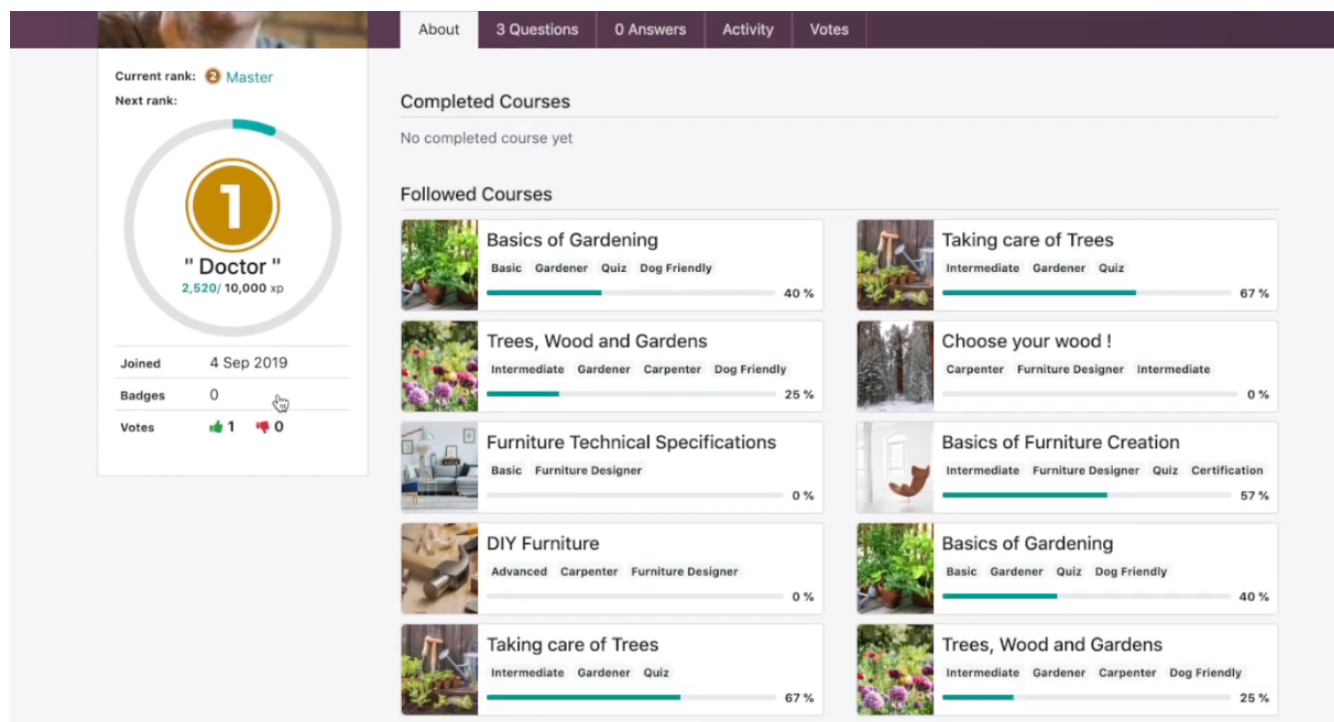 About
3 Questions
0 Answers
Activity
Votes
Current rank: 2 Master
Next rank:
1
" Doctor "
2,520/ 10,000 xp
Joined 4 Sep 2019
Badges 0
Votes 1 0
Completed Courses
No completed course yet
Followed Courses
Basics of Gardening
Basic Gardener Quiz Dog Friendly
40 %
Taking care of Trees
Intermediate Gardener Quiz
67 %
Trees, Wood and Gardens
Intermediate Gardener Carpenter Dog Friendly
25 %
Choose your wood !
Carpenter Furniture Designer Intermediate
0 %
Furniture Technical Specifications
Basic Furniture Designer
0 %
Basics of Furniture Creation
Intermediate Furniture Designer Quiz Certification
57 %
DIY Furniture
Advanced Carpenter Furniture Designer
0 %
Basics of Gardening
Basic Gardener Quiz Dog Friendly
40 %
Taking care of Trees
Intermediate Gardener Quiz
67 %
Trees, Wood and Gardens
Intermediate Gardener Carpenter Dog Friendly
25 %